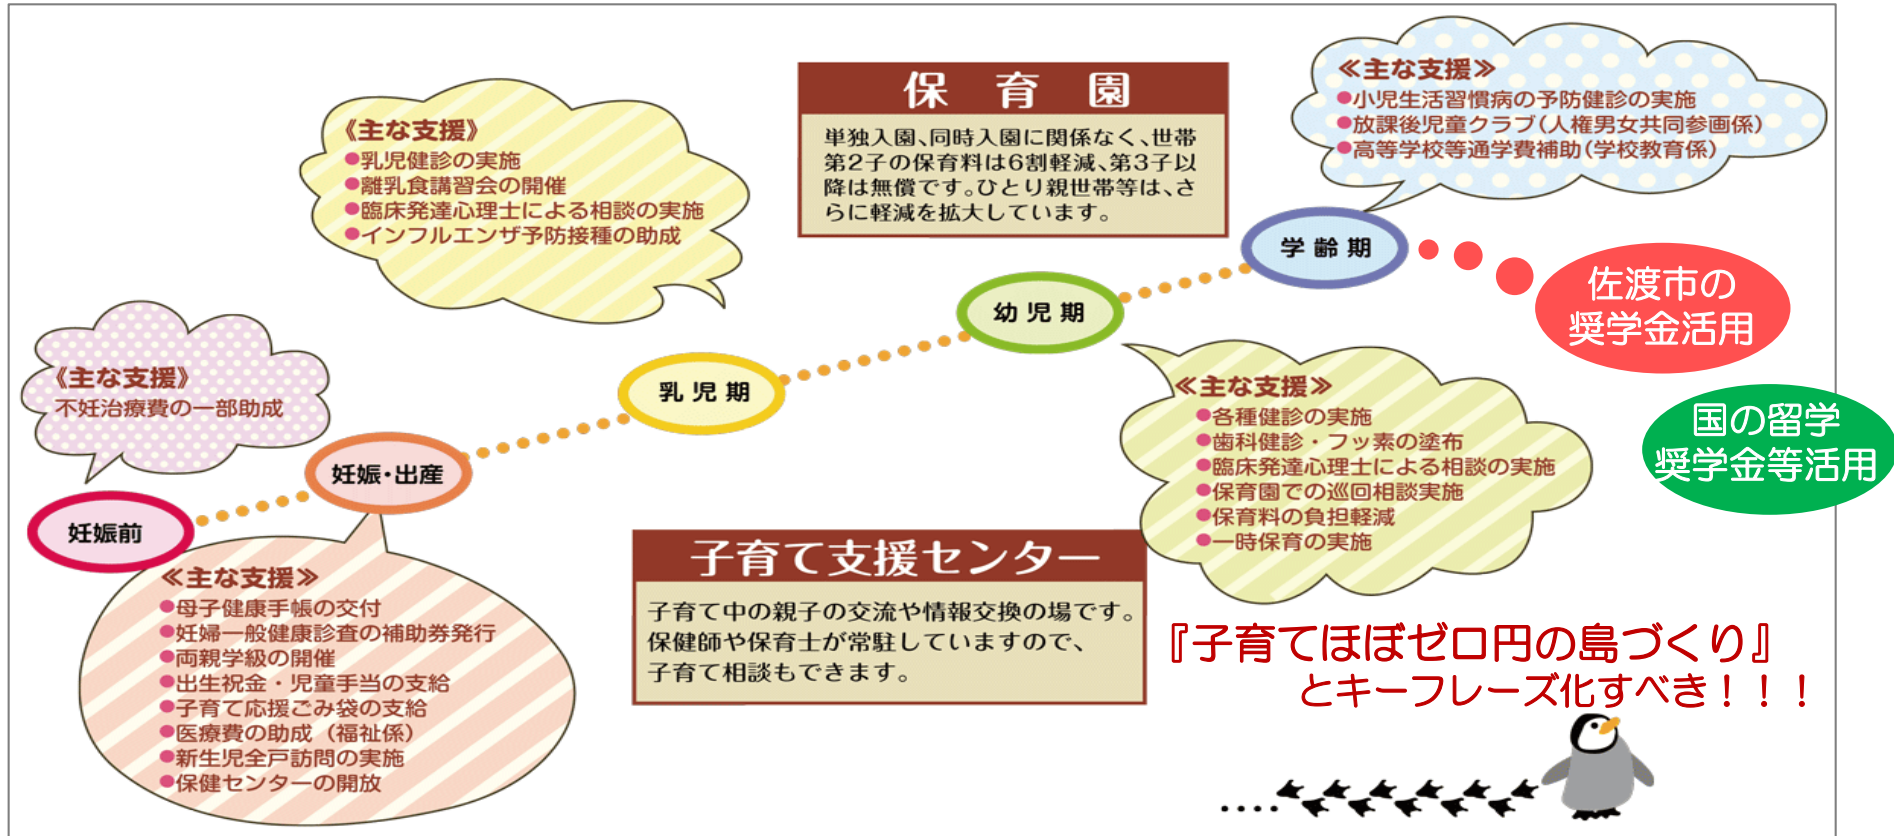 《主な支援》
不妊治療費の一部助成
妊娠前
妊娠・出産
≪主な支援≫
●母子健康手帳の交付
●妊婦一般健康診査の補助券発行
●両親学級の開催
●出生祝金・児童手当の支給
●子育て応援ごみ袋の支給
●医療費の助成（福祉係）
●新生児全戸訪問の実施
●保健センターの開放
《主な支援》
●乳児健診の実施
●離乳食講習会の開催
●臨床発達心理士による相談の実施
●インフルエンザ予防接種の助成
乳児期
保育園
単独入園、同時入園に関係なく、世帯
第2子の保育料は6割軽減、第3子以
降は無償です。ひとり親世帯等は、さ
らに軽減を拡大しています。
幼児期
≪主な支援≫
●各種健診の実施
●歯科健診・フッ素の塗布
●臨床発達心理士による相談の実施
●保育園での巡回相談実施
●保育料の負担軽減
●一時保育の実施
子育て支援センター
子育て中の親子の交流や情報交換の場です。
保健師や保育士が常駐していますので、
子育て相談もできます。
≪主な支援≫
●小児生活習慣病の予防健診の実施
●放課後児童クラブ（人権男女共同参画係）
●高等学校等通学費補助（学校教育係）
学齢期
佐渡市の
奨学金活用
国の留学
奨学金等活用
『子育てほぼゼロ円の島づくり』
とキーフレーズ化すべき！！！